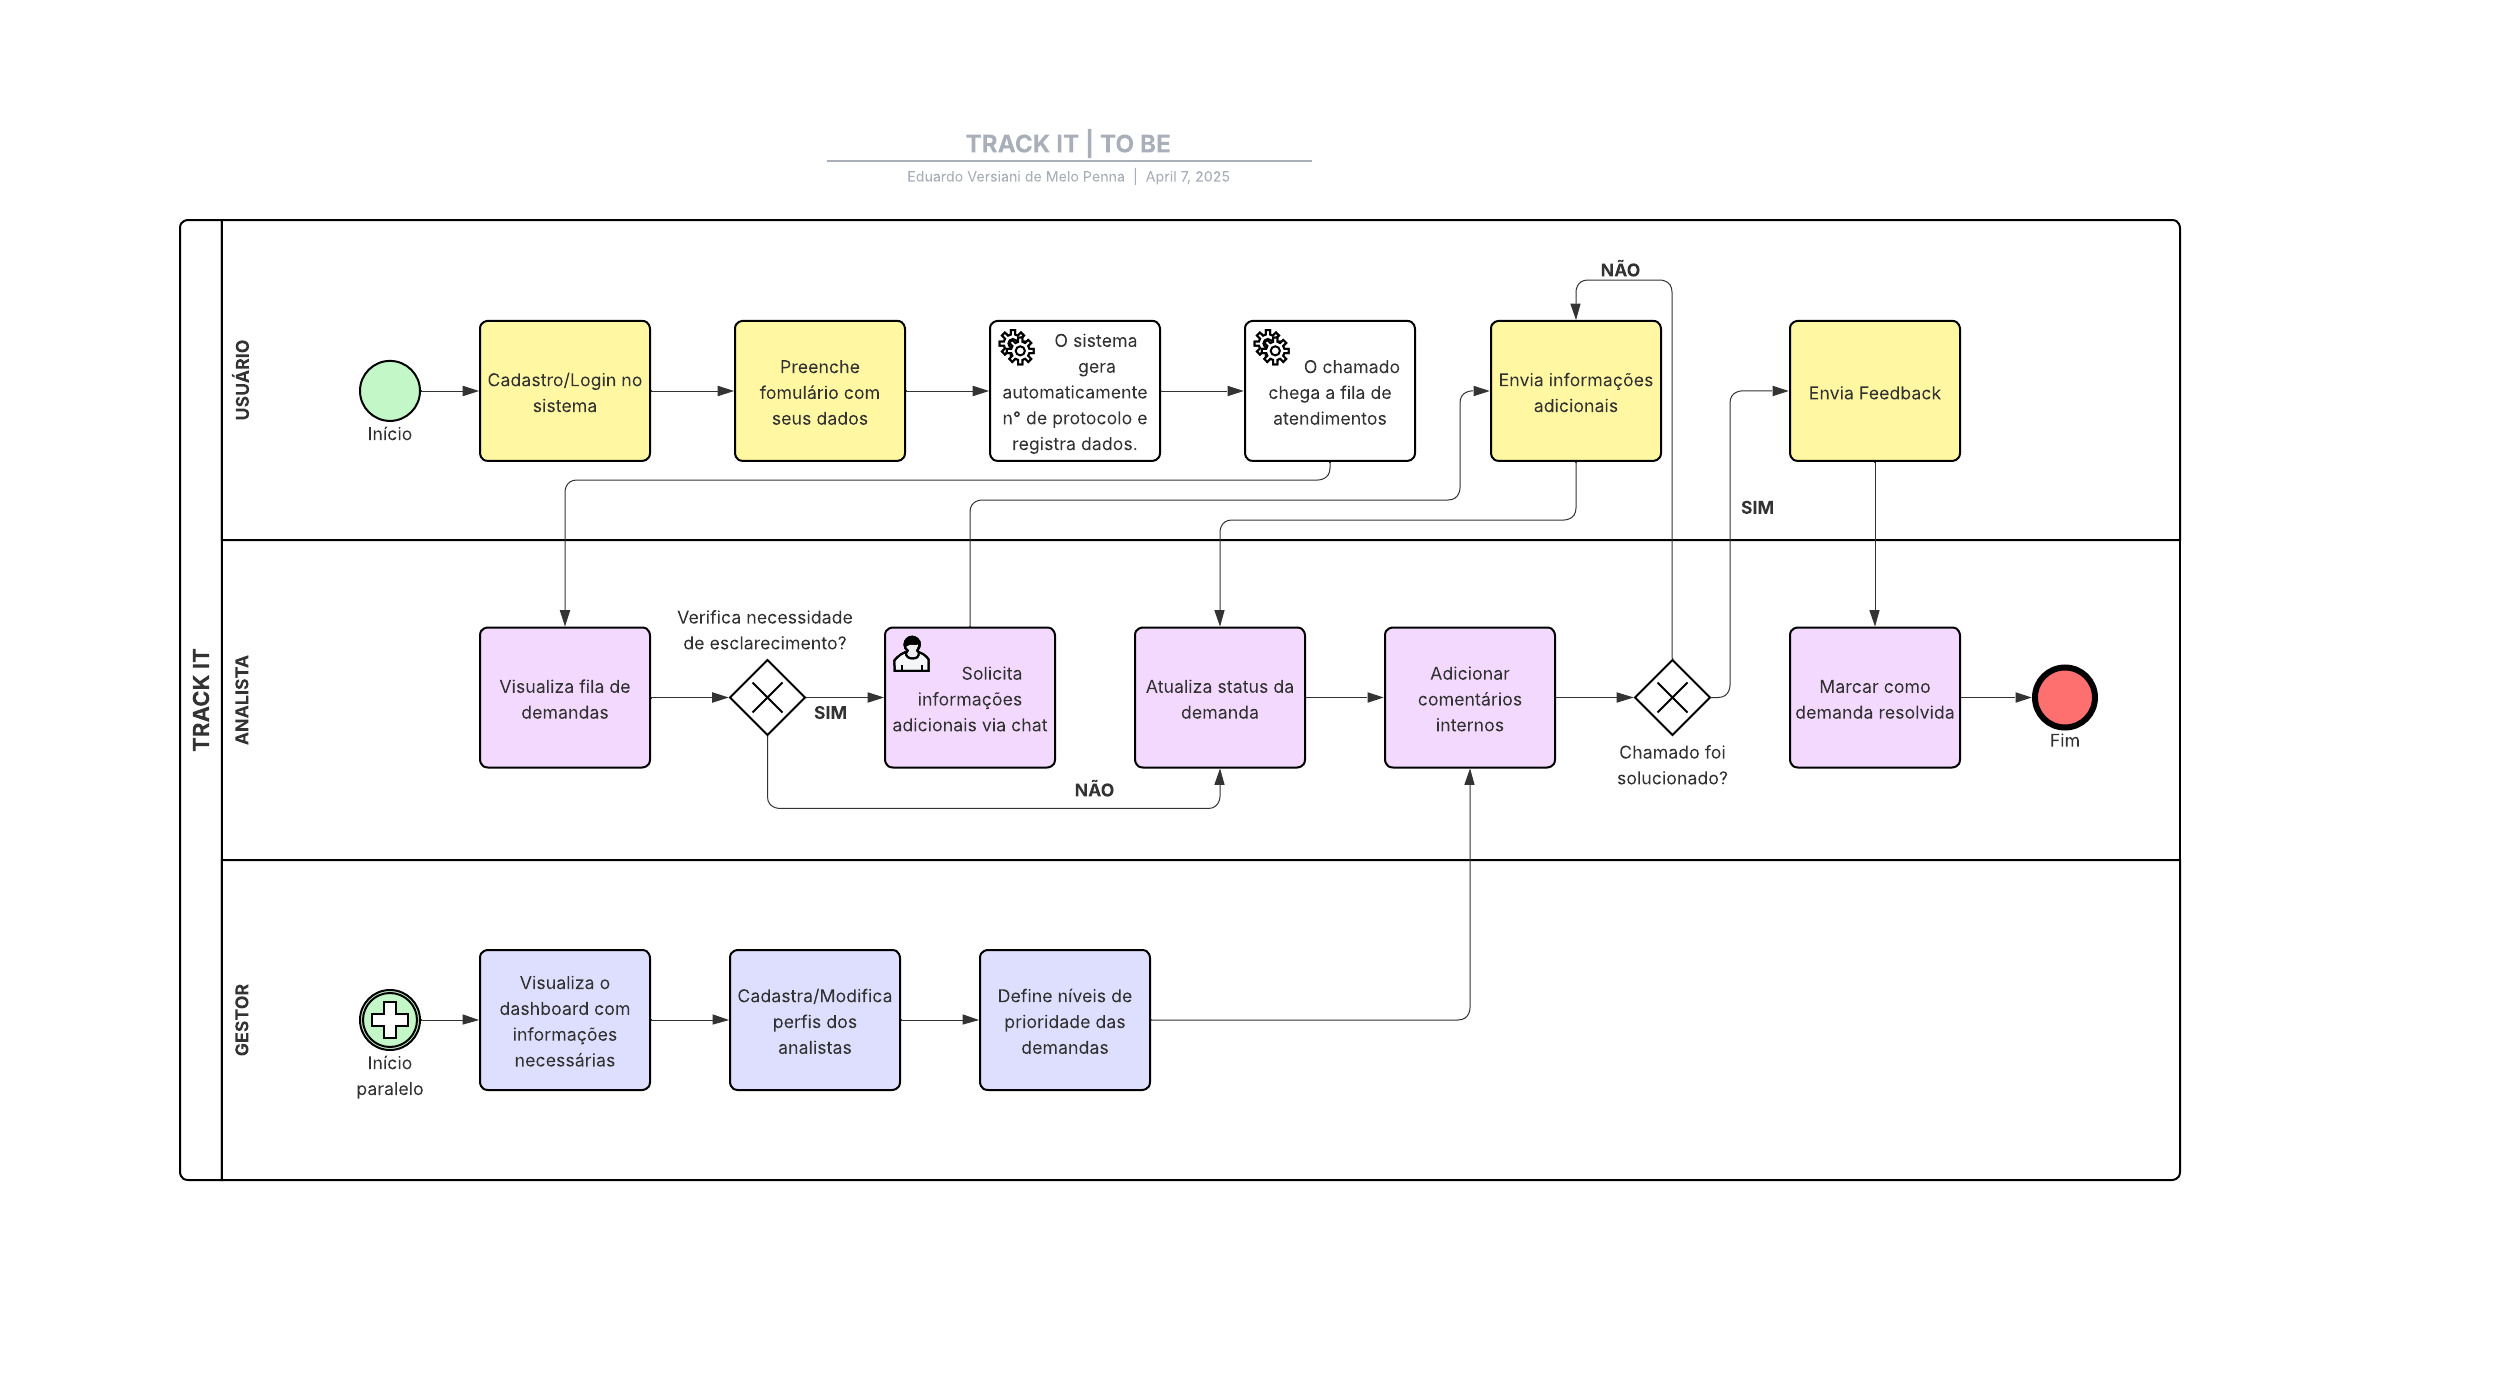 TRACK IT | TO BE
Eduardo Versiani de Melo Penna | April 7, 2025
TRACK IT
USUÁRIO
Início
Cadastro/Login no
sistema
Preenche
fomulário com
seus dados
O sistema
gera
automaticamente
n° de protocolo e
registra dados.
O chamado
chega a fila de
atendimentos
NÃO
Envia informações
adicionais
SIM
Envia Feedback
ANALISTA
Visualiza fila de
demandas
Verifica necessidade
de esclarecimento?
SIM
NÃO
Solicita
informações
adicionais via chat
Atualiza status da
demanda
Adicionar
comentários
internos
Chamado foi
solucionado?
Marcar como
demanda resolvida
Fim
GESTOR
Início
paralelo
Visualiza o
dashboard com
informações
necessárias
Cadastra/Modifica
perfis dos
analistas
Define níveis de
prioridade das
demandas